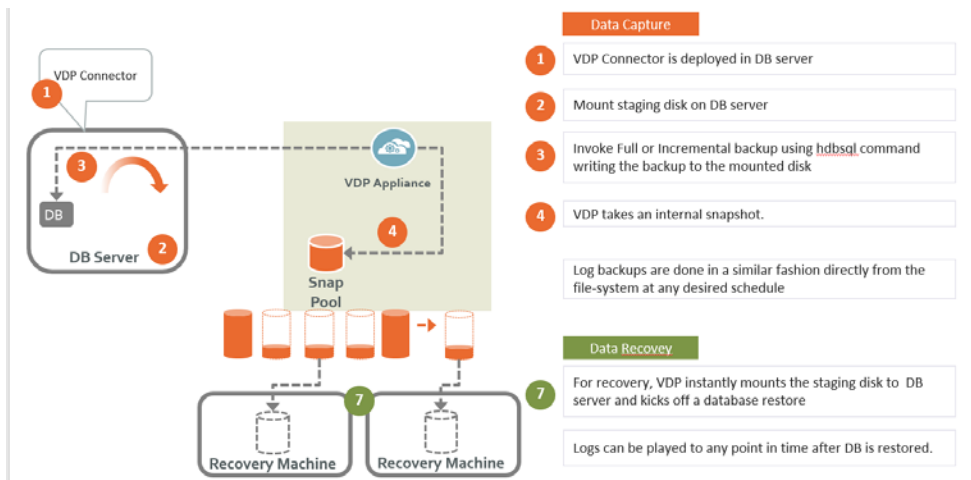 VDP Connector
1
3
DB
DB Server
2
VDP Appliance
4
Snap
Pool
7
Recovery Machine
Recovery Machine
Data Capture
1
VDP Connector is deployed in DB server
2
Mount staging disk on DB server
3
Invoke Full or Incremental backup using hdbsql command
writing the backup to the mounted disk
4
VDP takes an internal snapshot.
Log backups are done in a similar fashion directly from the
file-system at any desired schedule
Data Recovey
7
For recovery, VDP instantly mounts the staging disk to DB
server and kicks off a database restore
Logs can be played to any point in time after DB is restored.